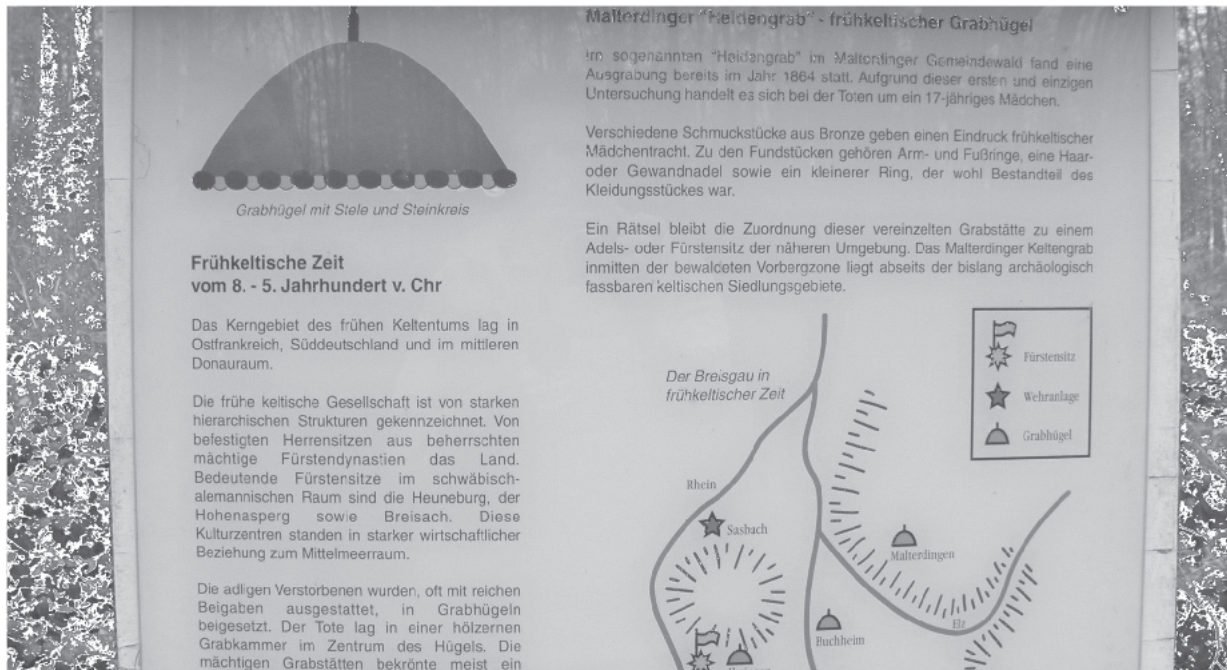 Grabhügel mit Stele und Steinkreis
Frühkeltische Zeit
vom 8. - 5. Jahrhundert v. Chr
Das Kerngebiet des frühen Keltentums lag in
Ostfrankreich, Süddeutschland und im mittleren
Donauraum.
Die frühe keltische Gesellschaft ist von starken
hierarchischen Strukturen gekennzeichnet. Von
befestigten Herrensitzen aus beherrschten
mächtige Fürstendynastien das Land.
Bedeutende Fürstensitze im schwäbisch-
alemannischen Raum sind die Heuneburg, der
Hohenasperg sowie Breisach. Diese
Kulturzentren standen in starker wirtschaftlicher
Beziehung zum Mittelmeerraum.
Die adligen Verstorbenen wurden, oft mit reichen
Beigaben ausgestattet, in Grabhügeln
beigesetzt. Der Tote lag in einer hölzernen
Grabkammer im Zentrum des Hügels. Die
mächtigen Grabstätten bekrönte meist ein
Malterdinger "Heidengrab" - frühkeltischer Grabhügel
Im sogenannten "Heidengrab" im Malterdinger Gemeindewald fand eine
Ausgrabung bereits im Jahr 1864 statt. Aufgrund dieser ersten und einzigen
Untersuchung handelt es sich bei der Toten um ein 17-jähriges Mädchen.
Verschiedene Schmuckstücke aus Bronze geben einen Eindruck frühkeltischer
Mädchentracht. Zu den Fundstücken gehören Arm- und Fußringe, eine Haar-
oder Gewandnadel sowie ein kleinerer Ring, der wohl Bestandteil des
Kleidungsstückes war.
Ein Rätsel bleibt die Zuordnung dieser vereinzelten Grabstätte zu einem
Adels- oder Fürstensitz der näheren Umgebung. Das Malterdinger Keltengrab
inmitten der bewaldeten Vorbergzone liegt abseits der bislang archäologisch
fassbaren keltischen Siedlungsgebiete.
Der Breisgau in
frühkeltischer Zeit
Fürstensitz
Wehranlage
Grabhügel
Rhein
Sasbach
Malterdingen
Elz
Buchheim